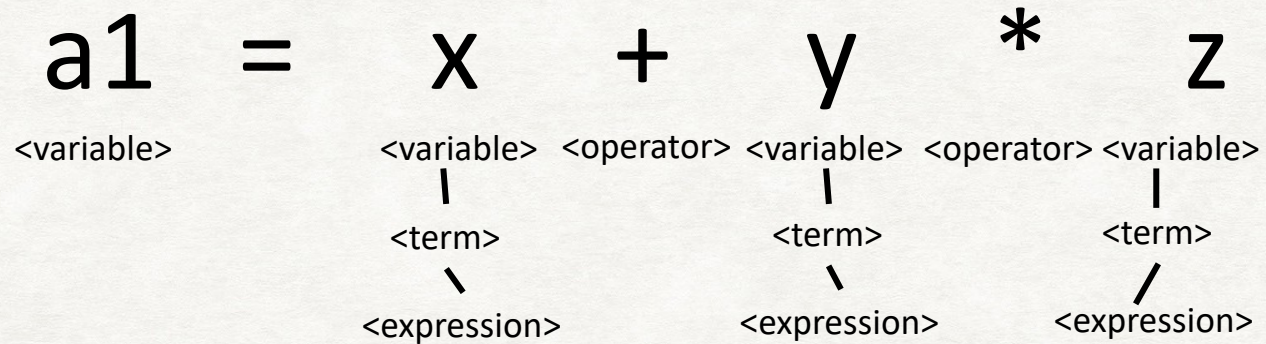 a1 = x + y * z
<variable> <variable> <operator> <variable> <operator> <variable>
<term> <term> <term>
<expression> <expression> <expression>